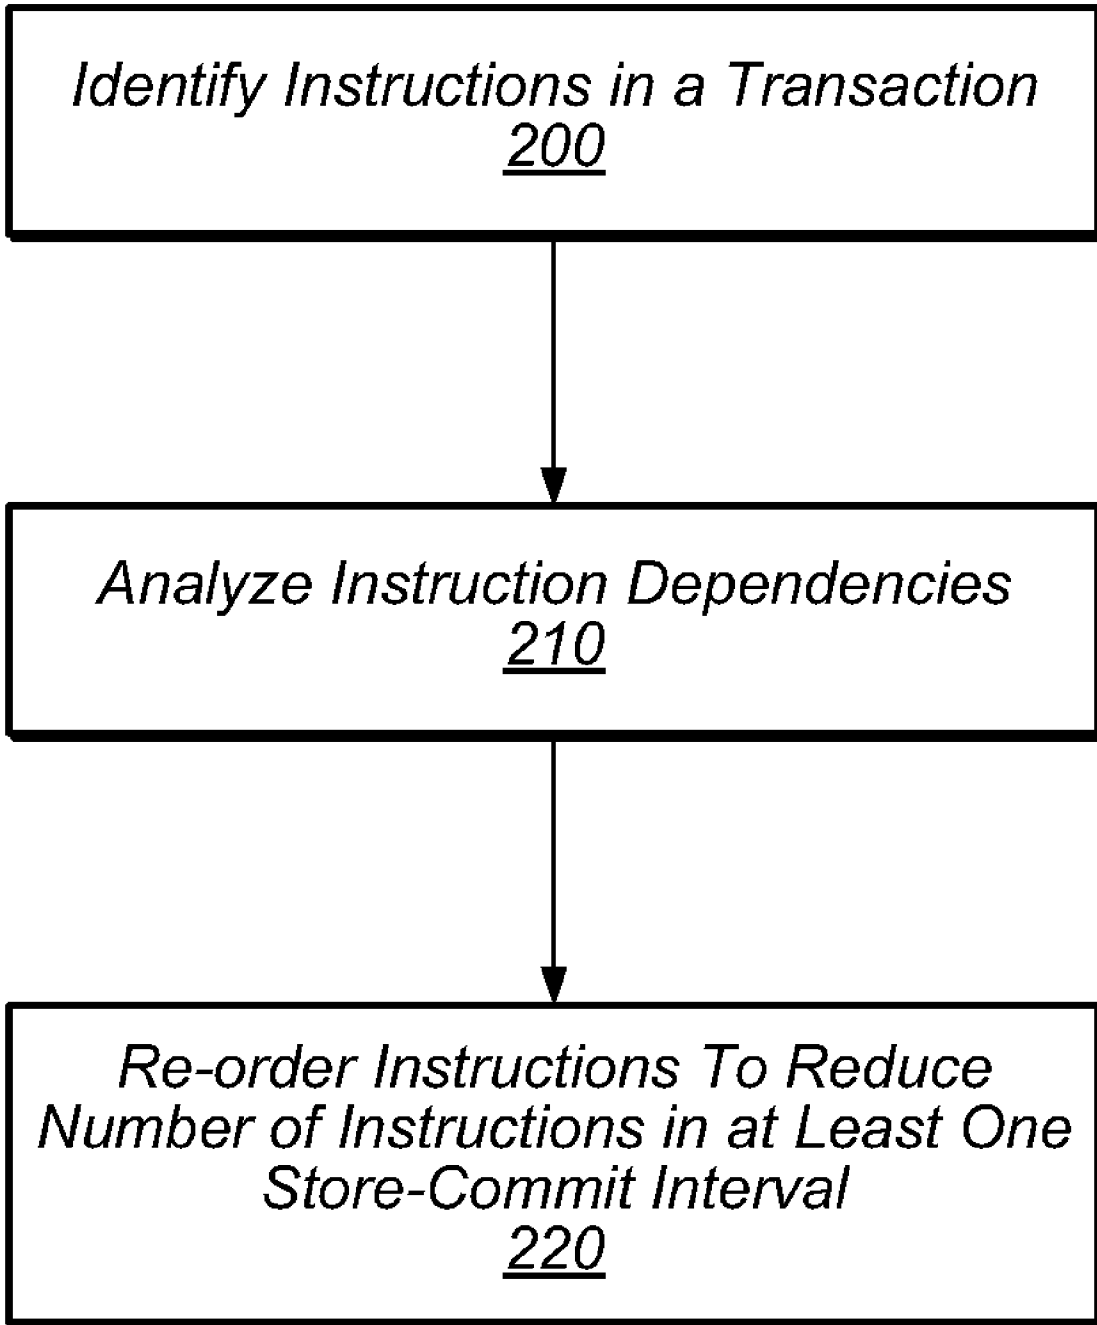 Identify Instructions in a Transaction
200
Analyze Instruction Dependencies
210
Re-order Instructions To Reduce
Number of Instructions in at Least One
Store-Commit Interval
220